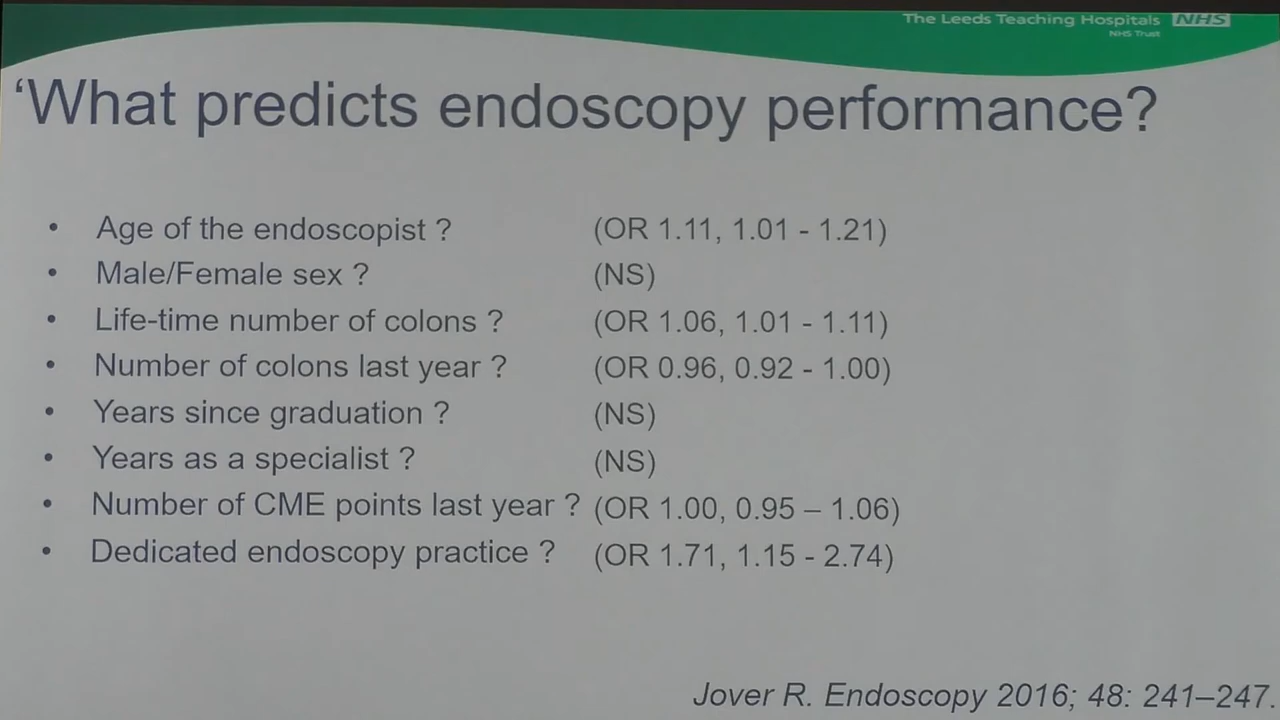 The Leeds Teaching Hospitals NHS
NHS Trust
‘What predicts endoscopy performance?
• Age of the endoscopist ? (OR 1.11, 1.01 - 1.21)
• Male/Female sex ? (NS)
• Life-time number of colons ? (OR 1.06, 1.01 - 1.11)
• Number of colons last year ? (OR 0.96, 0.92 - 1.00)
• Years since graduation ? (NS)
• Years as a specialist ? (NS)
• Number of CME points last year ? (OR 1.00, 0.95 – 1.06)
• Dedicated endoscopy practice ? (OR 1.71, 1.15 - 2.74)
Jover R. Endoscopy 2016; 48: 241–247.